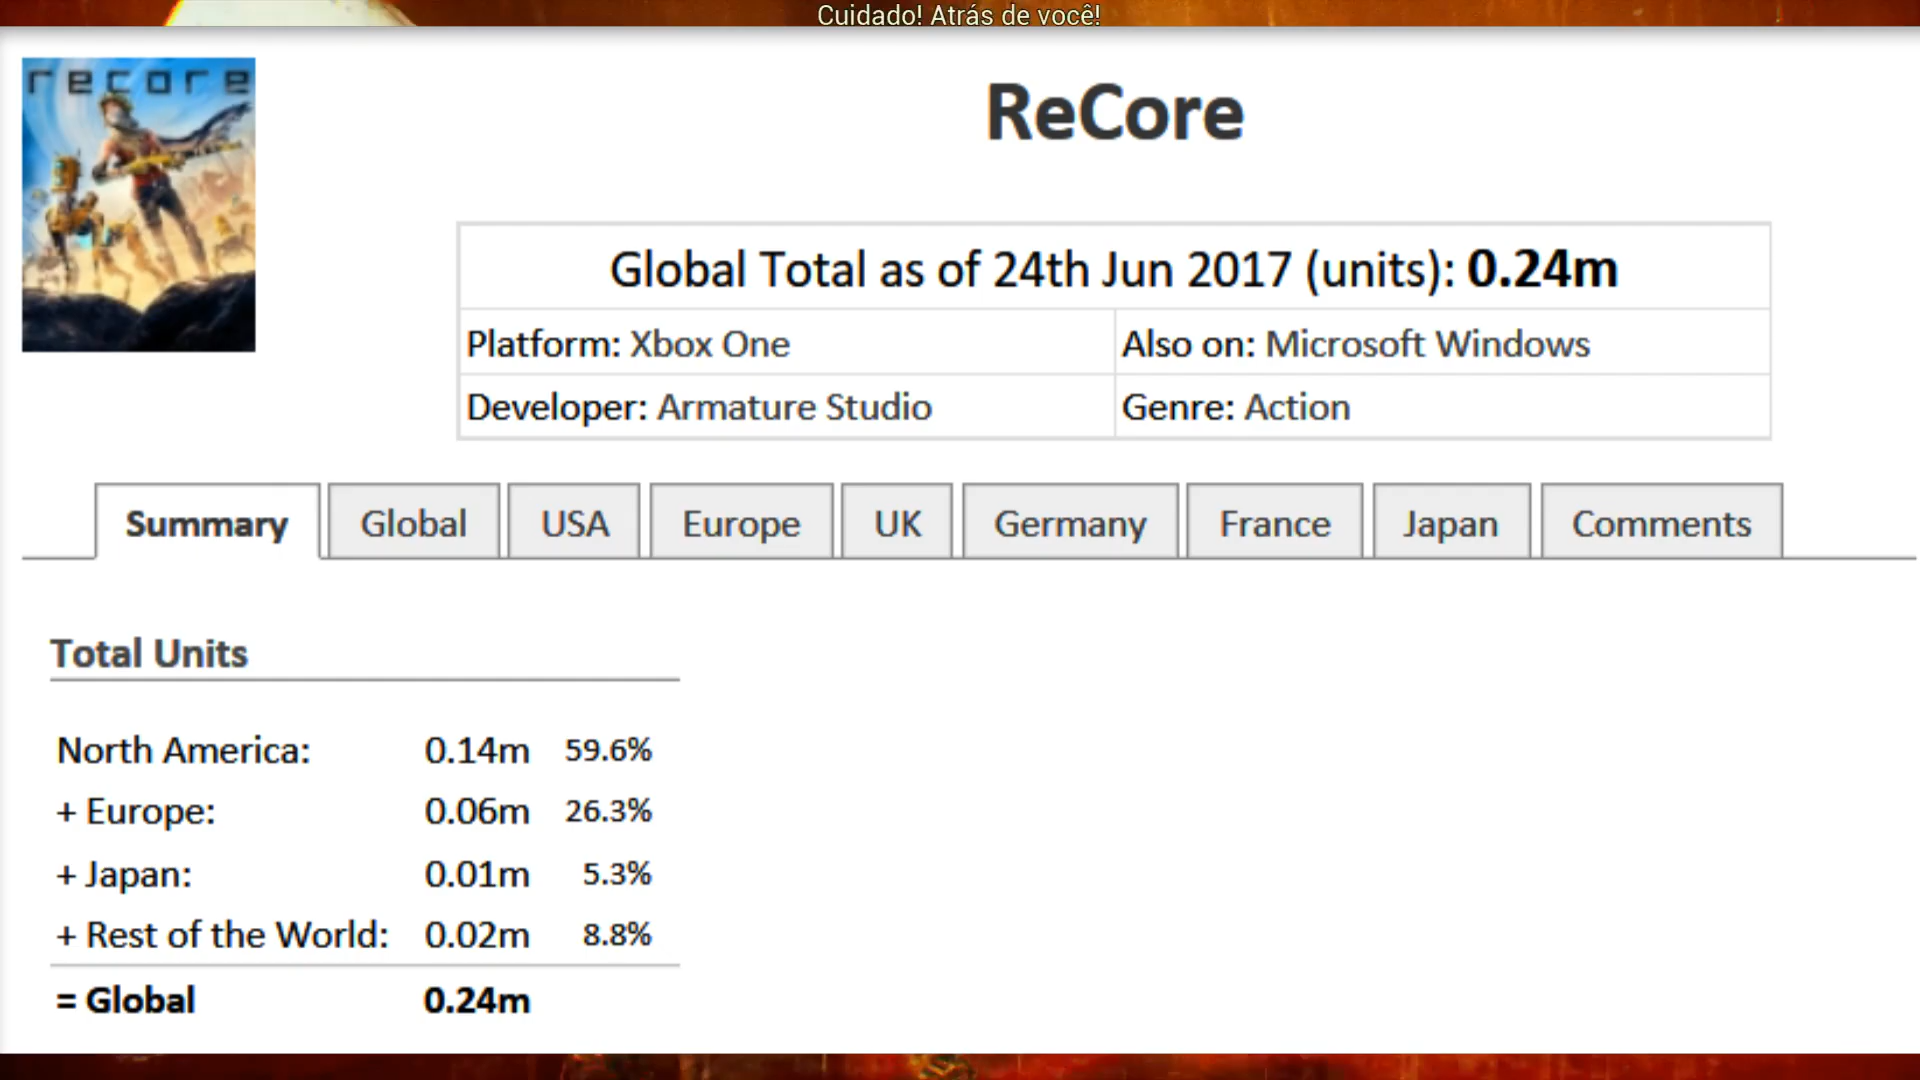 Cuidado! Atrás de você!
recore
ReCore
Global Total as of 24th Jun 2017 (units): 0.24m
Platform: Xbox One Also on: Microsoft Windows
Developer: Armature Studio Genre: Action
Summary Global USA Europe UK Germany France Japan Comments
Total Units
North America: 0.14m 59.6%
+ Europe: 0.06m 26.3%
+ Japan: 0.01m 5.3%
+ Rest of the World: 0.02m 8.8%
= Global 0.24m